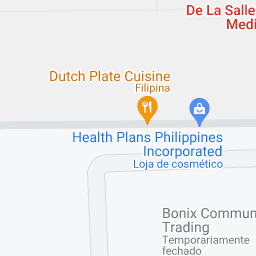 De La Salle
Medi
Dutch Plate Cuisine
Filipina
Health Plans Philippines
Incorporated
Loja de cosmético
Bonix Commun
Trading
Temporariamente
fechado